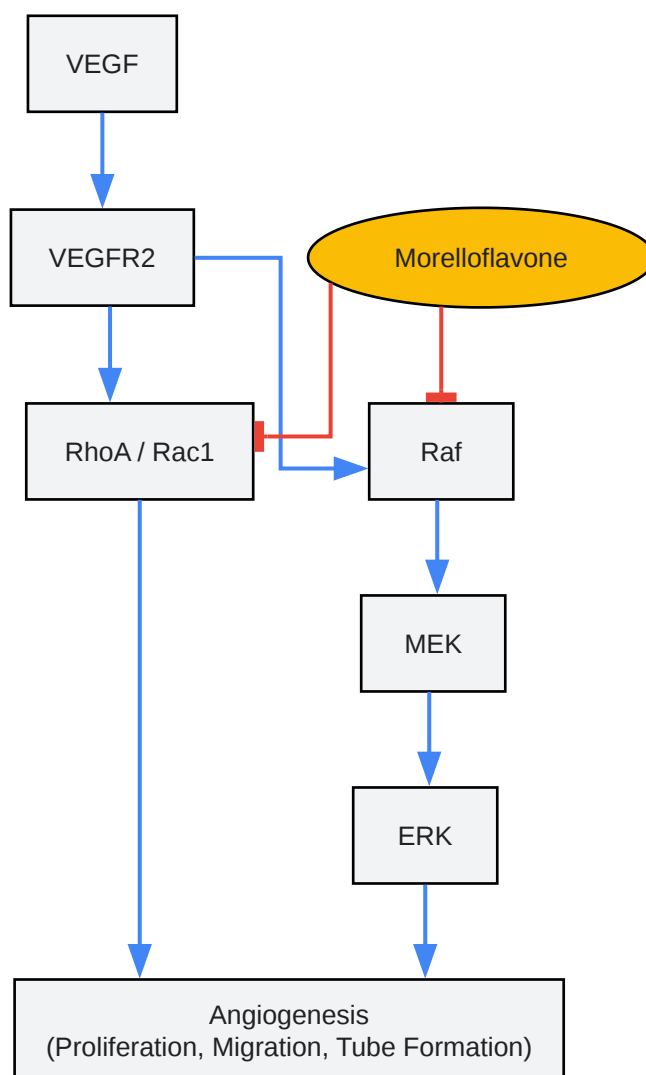 VEGF
VEGFR2
Morelloflavone
RhoA / Rac1
Raf
MEK
ERK
Angiogenesis
(Proliferation, Migration, Tube Formation)